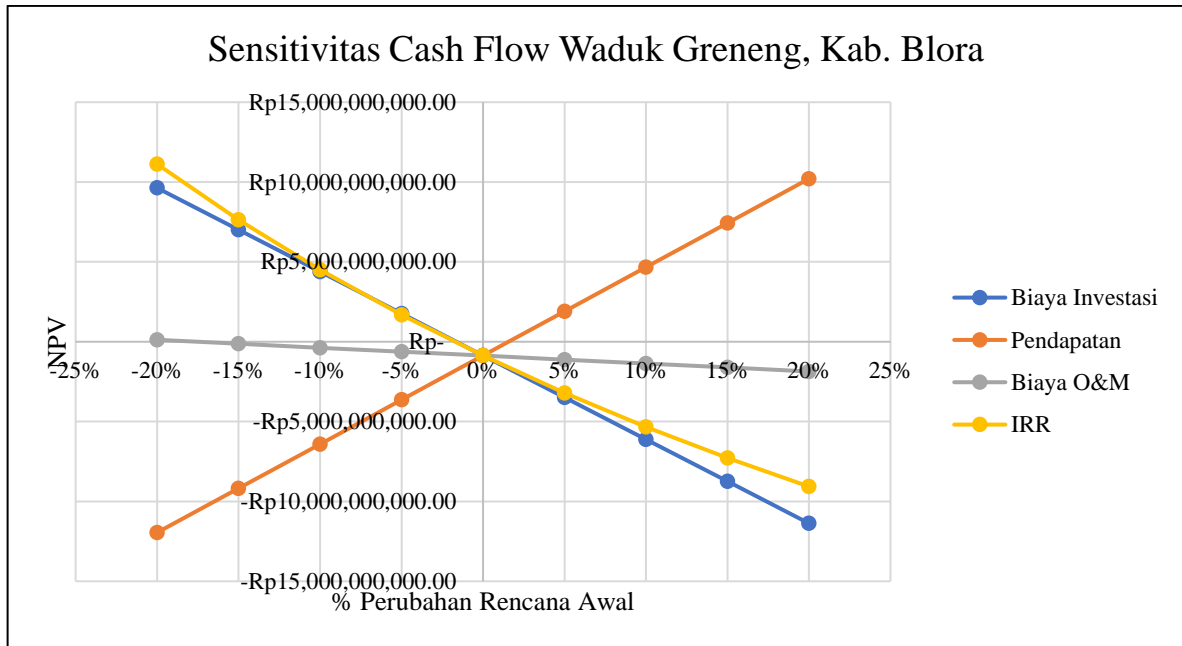 Sensitivitas Cash Flow Waduk Greneng, Kab. Blora
Rp15,000,000,000.00
Rp10,000,000,000.00
Rp5,000,000,000.00
Rp-
-Rp5,000,000,000.00
-Rp10,000,000,000.00
-Rp15,000,000,000.00
NPV
-25% -20% -15% -10% -5% 0% 5% 10% 15% 20% 25%
% Perubahan Rencana Awal
Biaya Investasi
Pendapatan
Biaya O&M
IRR